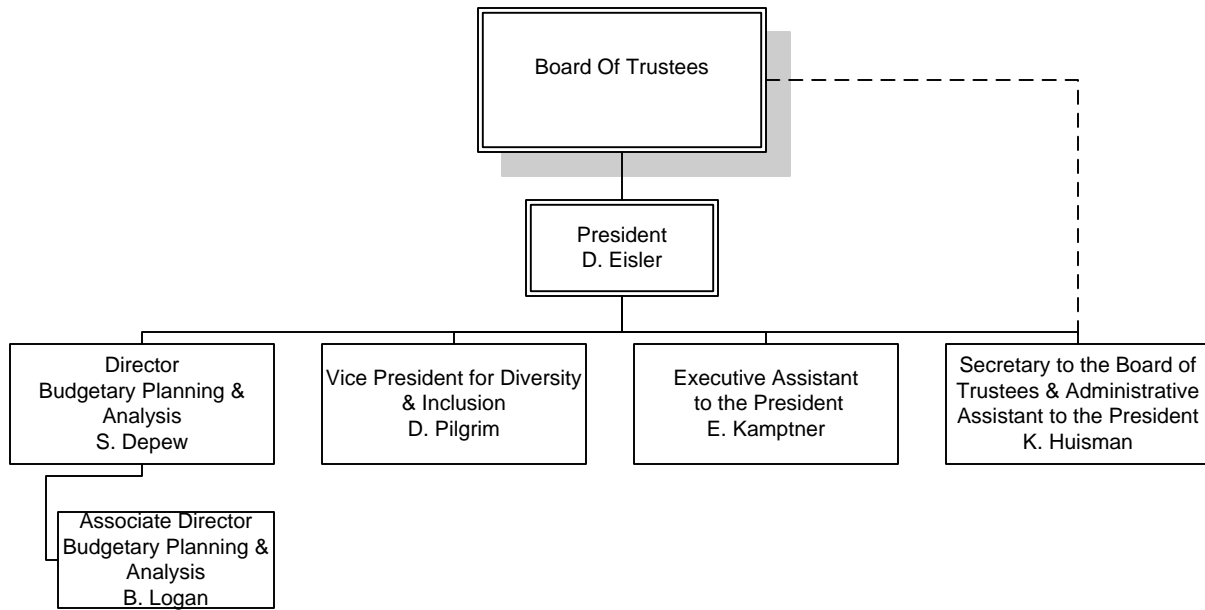 Board Of Trustees
President
D. Eisler
Director
Budgetary Planning &
Analysis
S. Depew
Vice President for Diversity
& Inclusion
D. Pilgrim
Executive Assistant
to the President
E. Kamptner
Secretary to the Board of
Trustees & Administrative
Assistant to the President
K. Huisman
Associate Director
Budgetary Planning &
Analysis
B. Logan